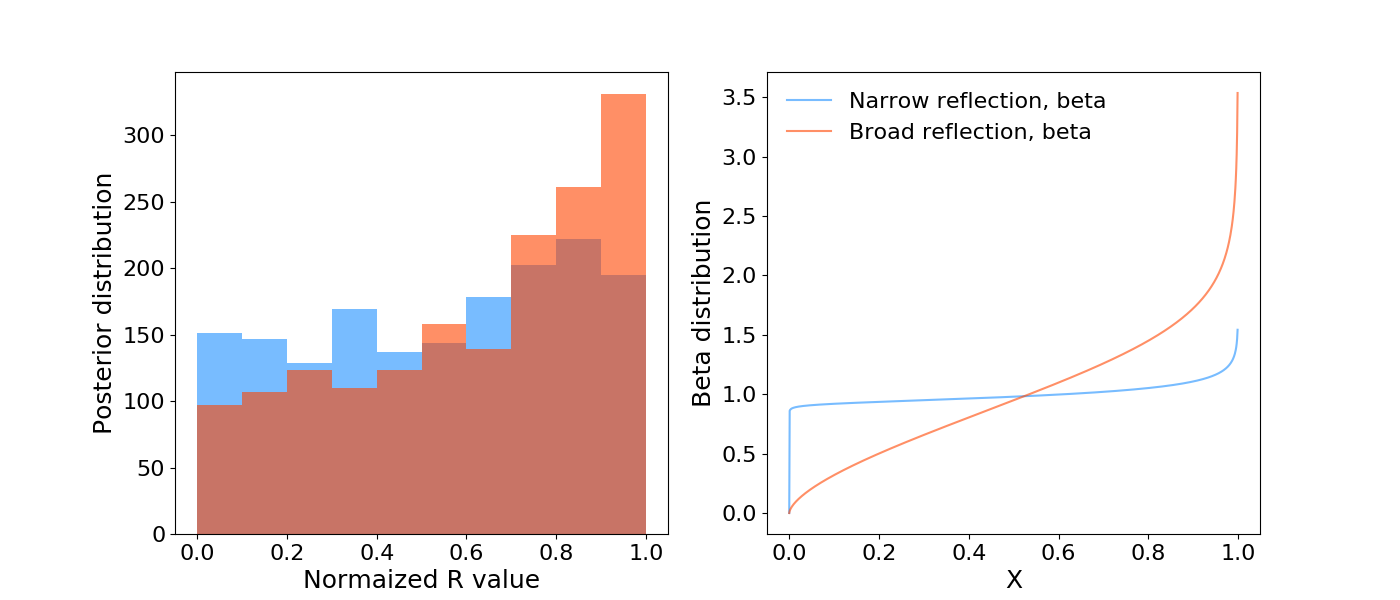 Posterior distribution
300
250
200
150
100
50
0
0.0 0.2 0.4 0.6 0.8 1.0
Normaized R value
Beta distribution
3.5
3.0
2.5
2.0
1.5
1.0
0.5
0.0
Narrow reflection, beta
Broad reflection, beta
0.0 0.2 0.4 0.6 0.8 1.0
X